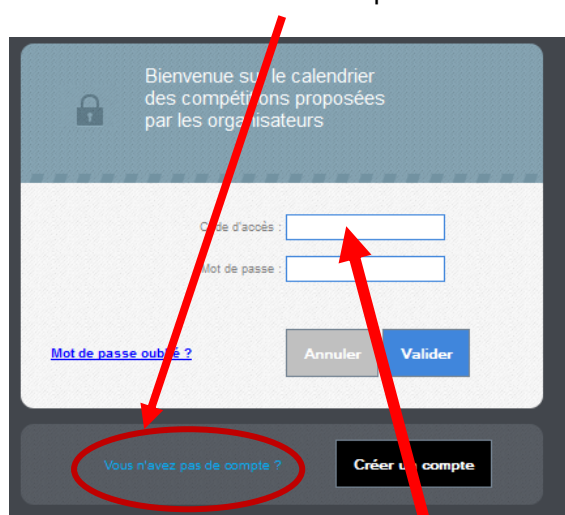 Bienvenue sur le calendrier
des compétitions proposées
par les organisateurs
Code d'accès :
Mot de passe :
Mot de passe oublié ?
Annuler
Valider
Vous n'avez pas de compte ?
Créer un compte